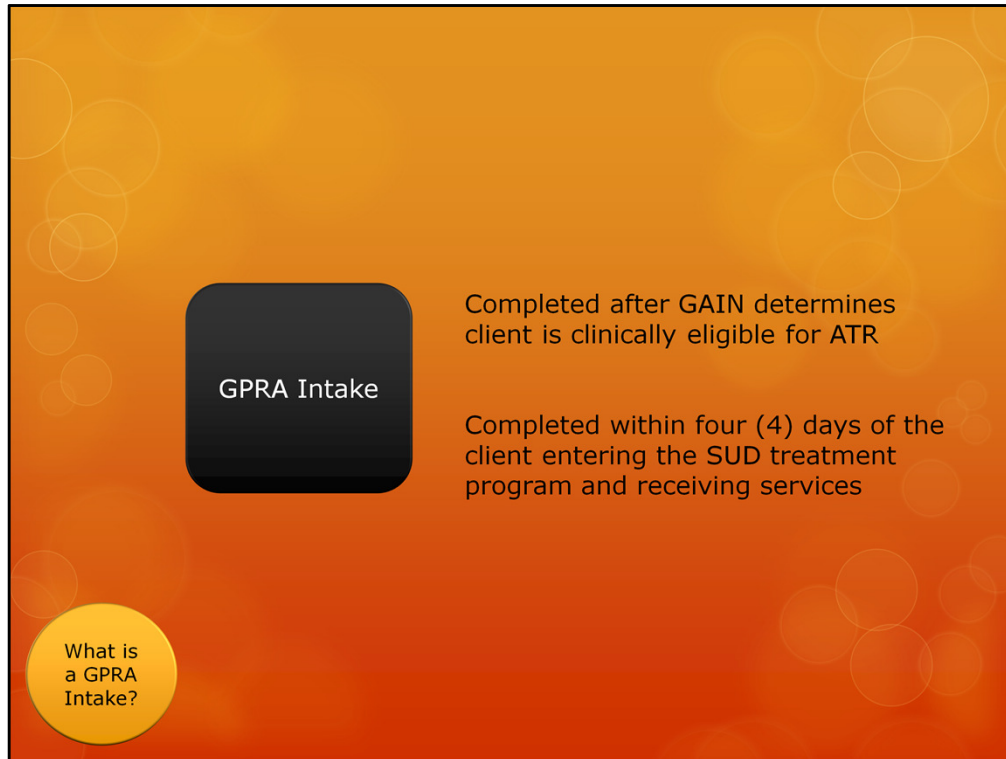 GPRA Intake
Completed after GAIN determines
client is clinically eligible for ATR
Completed within four (4) days of the
client entering the SUD treatment
program and receiving services
What is
a GPRA
Intake?